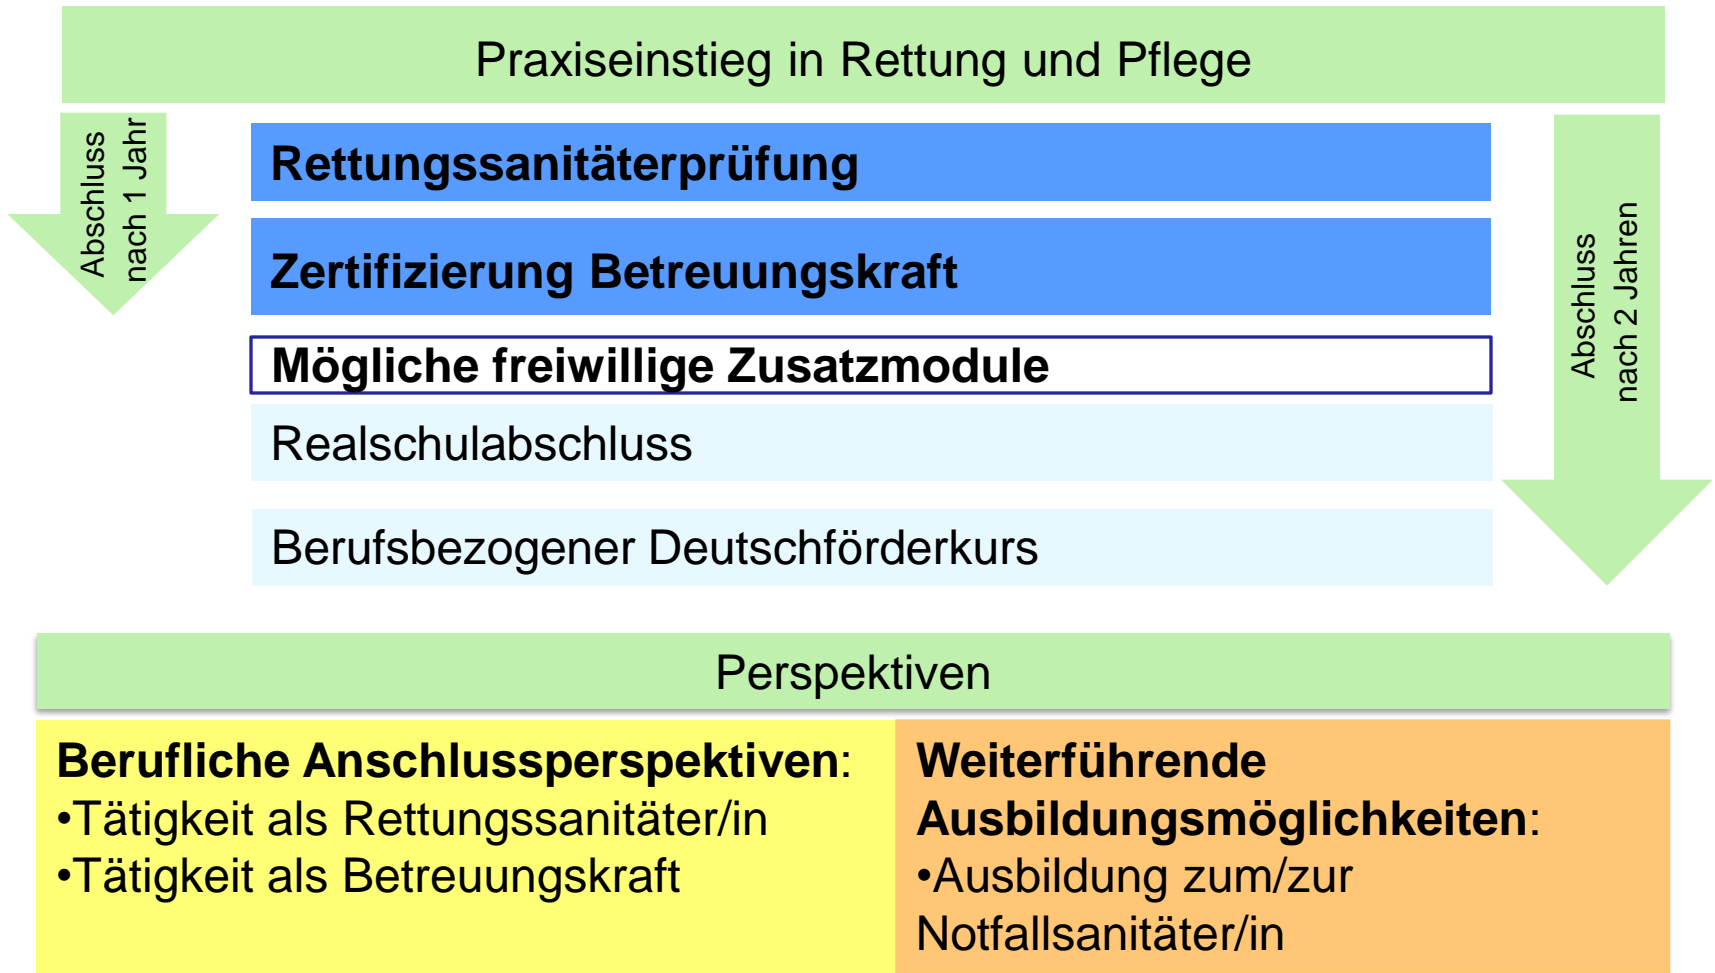 Praxiseinstieg in Rettung und Pflege
Abschluss
nach 1 Jahr
Rettungssanitäterprüfung
Zertifizierung Betreuungskraft
Mögliche freiwillige Zusatzmodule
Realschulabschluss
Berufsbezogener Deutschförderkurs
Abschluss
nach 2 Jahren
Perspektiven
Berufliche Anschlussperspektiven:
•Tätigkeit als Rettungssanitäter/in
•Tätigkeit als Betreuungskraft
Weiterführende
Ausbildungsmöglichkeiten:
•Ausbildung zum/zur
Notfallsanitäter/in